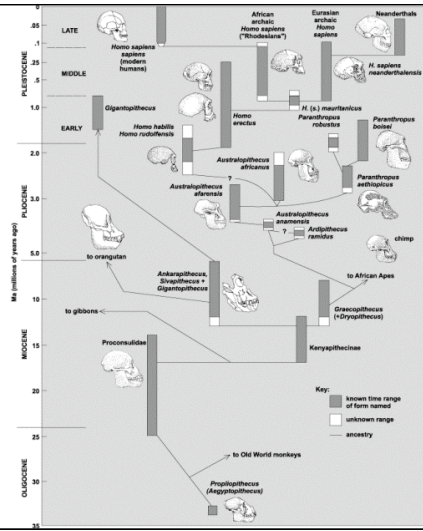 0
.05
.1
.25
.5
1.0
2.0
3.0
5.0
10
15
20
25
30
35
Ma (millions of years ago)
LATE
MIDDLE
EARLY
PLEISTOCENE
PLIOCENE
MIOCENE
OLIGOCENE
Homo sapiens
sapiens
(modern
humans)
African
archaic
Homo sapiens
("Rhodesians")
Eurasian
archaic
Homo
sapiens
Neanderthals
H. sapiens
neanderthalensis
H. (s.) mauritanicus
Gigantopithecus
Homo habilis
Homo rudolfensis
Homo
erectus
Paranthropus
robustus
Paranthropus
boisei
Australopithecus
africanus
?
Australopithecus
afarensis
Paranthropus
aethiopicus
Australopithecus
anamensis
?
Ardipithecus
ramidus
chimp
to orangutan
Ankarapithecus,
Sivapithecus +
Gigantopithecus
to African Apes
to gibbons
Graecopithecus
(+Dryopithecus)
Proconsulidae
Kenyapithecinae
Key:
known time range
of form named
unknown range
ancestry
to Old World monkeys
Propliopithecus
(Aegyptopithecus)